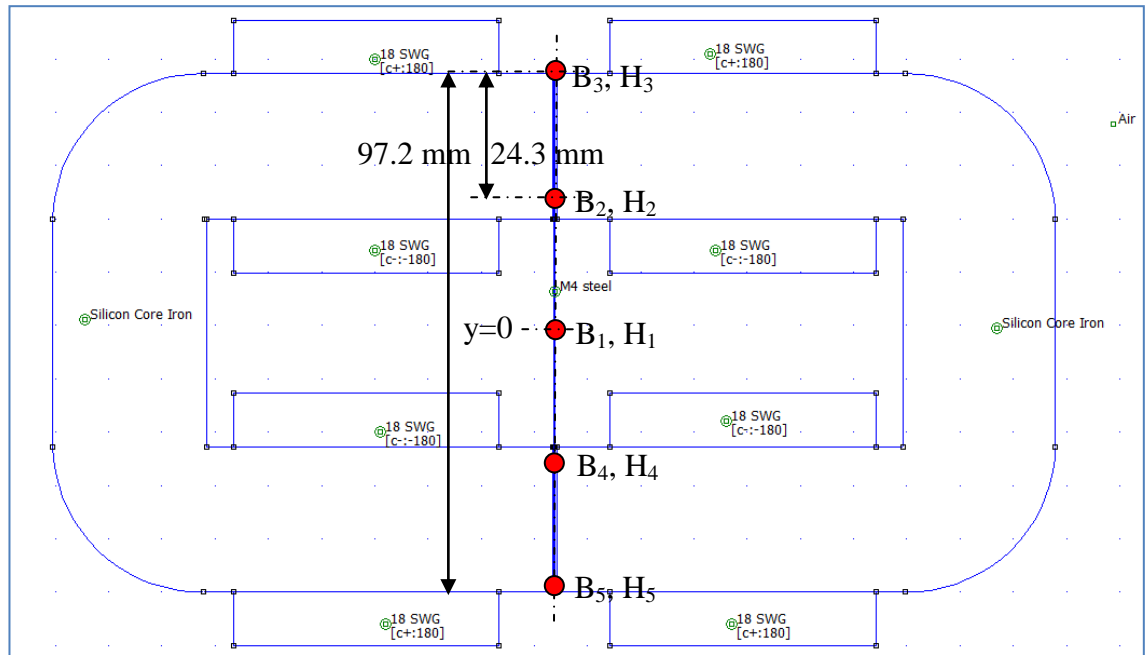 18 SWG
[c+:180]
18 SWG
[c+:180]
B3, H3
Air
97.2 mm
24.3 mm
B2, H2
18 SWG
[c-:-180]
18 SWG
[c-:-180]
M4 steel
Silicon Core Iron
y=0
B1, H1
Silicon Core Iron
18 SWG
[c-:-180]
18 SWG
[c-:-180]
B4, H4
B5, H5
18 SWG
[c+:180]
18 SWG
[c+:180]